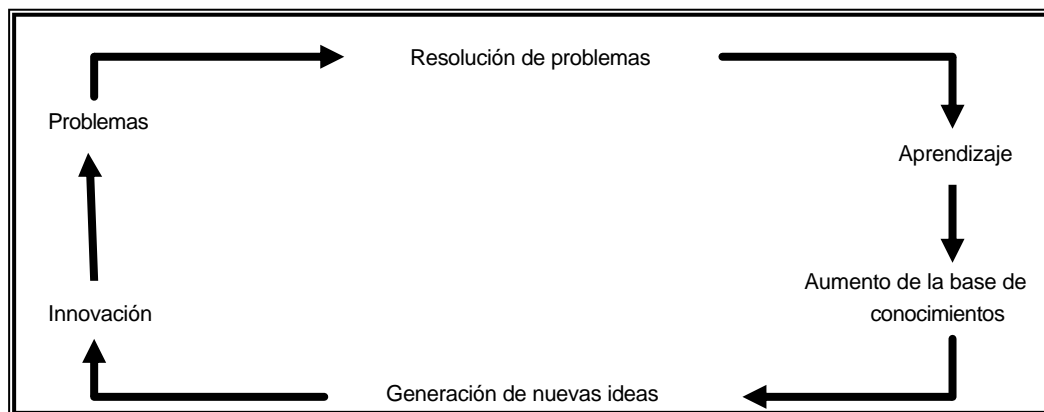 Resolución de problemas
Problemas
Aprendizaje
Aumento de la base de
conocimientos
Innovación
Generación de nuevas ideas